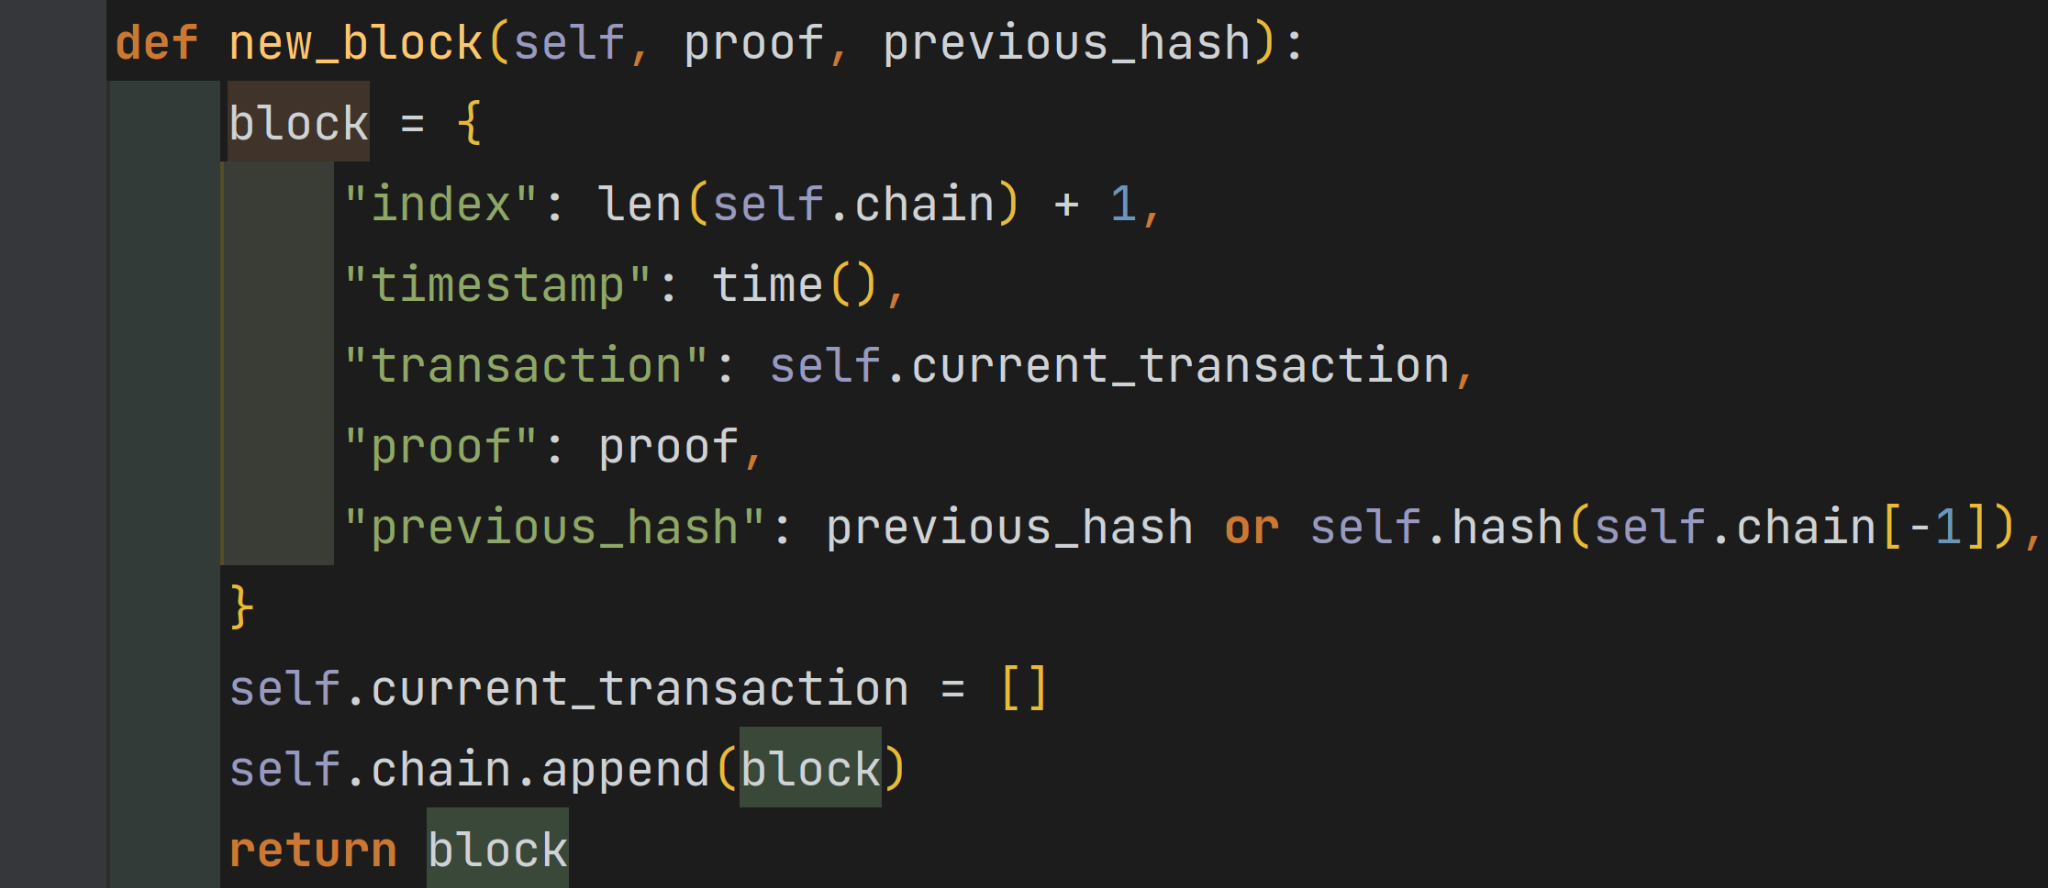 def new_block(self, proof, previous_hash):
    block = {
        "index": len(self.chain) + 1,
        "timestamp": time(),
        "transaction": self.current_transaction,
        "proof": proof,
        "previous_hash": previous_hash or self.hash(self.chain[-1]),
    }
    self.current_transaction = []
    self.chain.append(block)
    return block